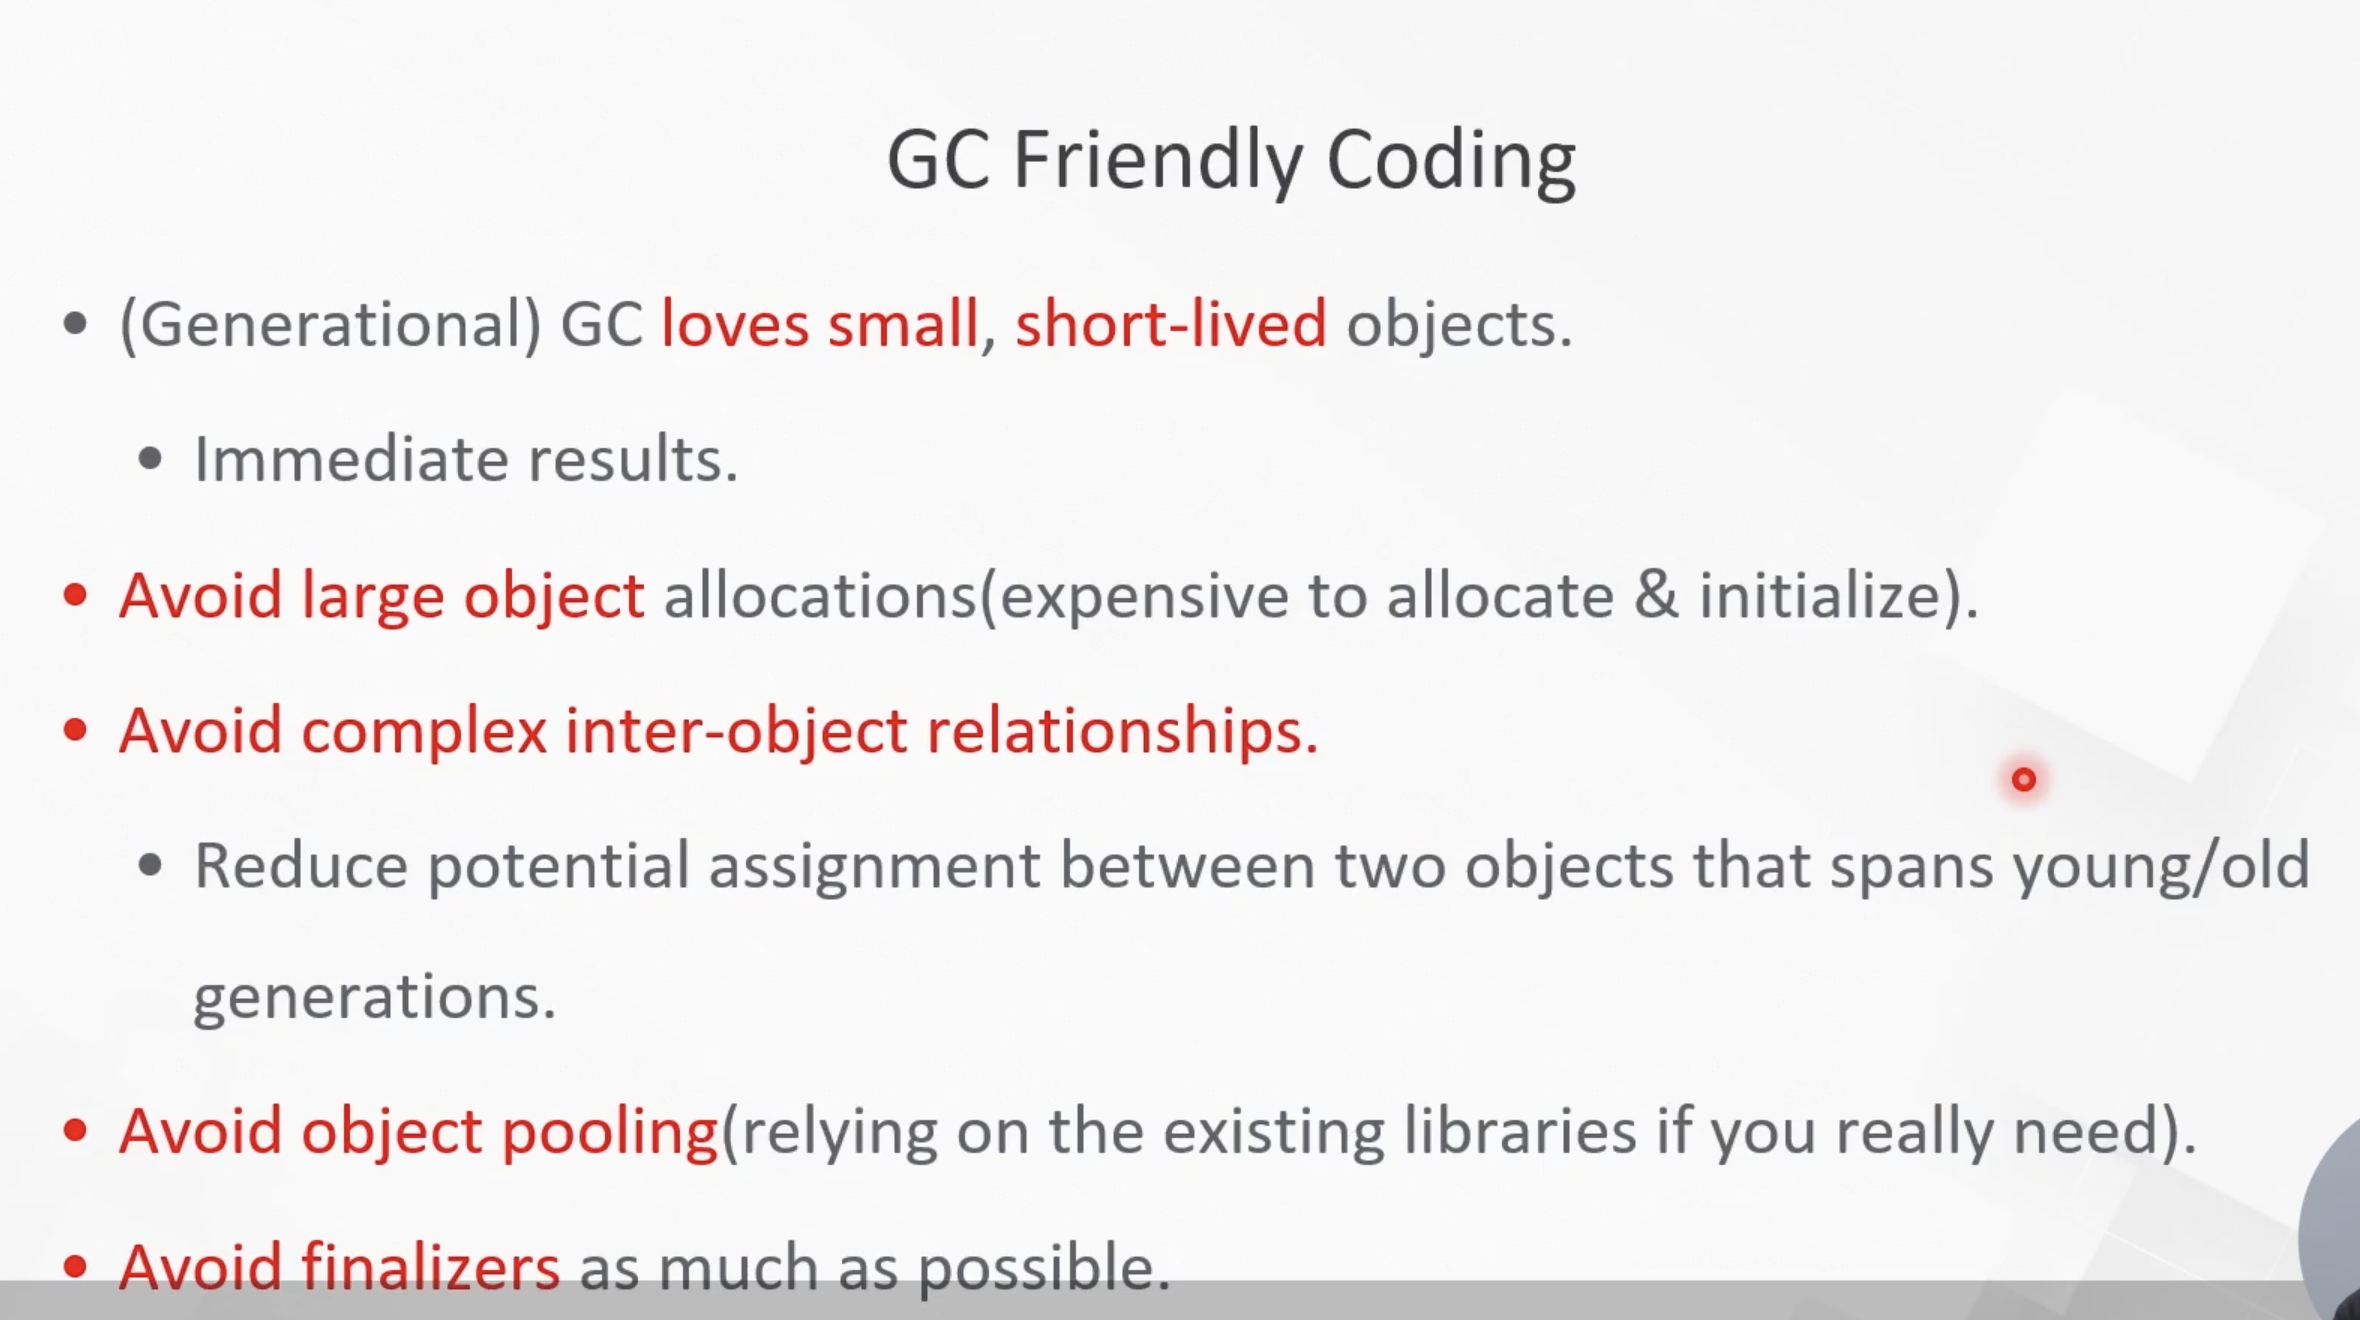 GC Friendly Coding
• (Generational) GC loves small, short-lived objects.
• Immediate results.
• Avoid large object allocations(expensive to allocate & initialize).
• Avoid complex inter-object relationships.
• Reduce potential assignment between two objects that spans young/old
generations.
• Avoid object pooling(relying on the existing libraries if you really need).
• Avoid finalizers as much as possible.